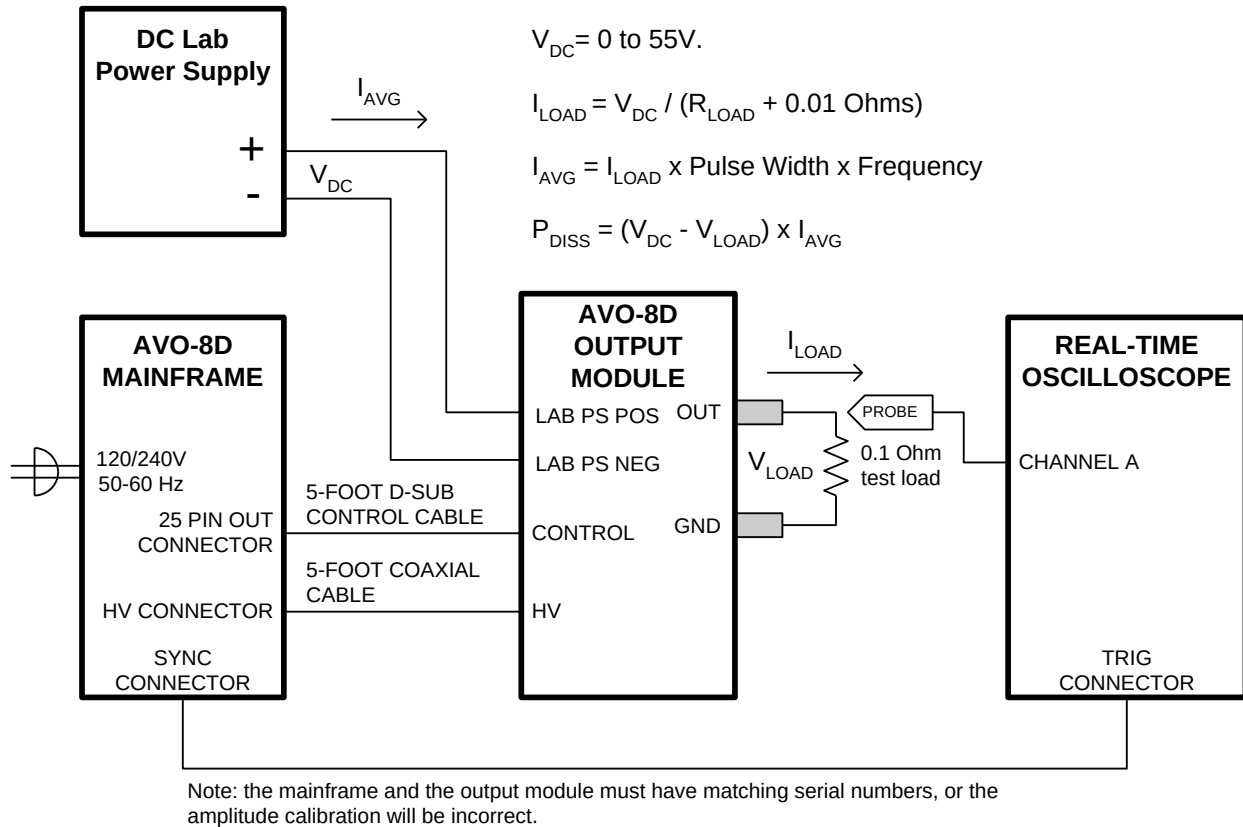 DC Lab
Power Supply
+
-
I_AVG
V_DC
V_DC= 0 to 55V.
I_LOAD = V_DC / (R_LOAD + 0.01 Ohms)
I_AVG = I_LOAD x Pulse Width x Frequency
P_DISS = (V_DC - V_LOAD) x I_AVG
AVO-8D
MAINFRAME
120/240V
50-60 Hz
25 PIN OUT
CONNECTOR
HV CONNECTOR
SYNC
CONNECTOR
5-FOOT D-SUB
CONTROL CABLE
5-FOOT COAXIAL
CABLE
AVO-8D
OUTPUT
MODULE
LAB PS POS
OUT
LAB PS NEG
CONTROL
GND
HV
I_LOAD
PROBE
V_LOAD
0.1 Ohm
test load
REAL-TIME
OSCILLOSCOPE
CHANNEL A
TRIG
CONNECTOR
Note: the mainframe and the output module must have matching serial numbers, or the
amplitude calibration will be incorrect.